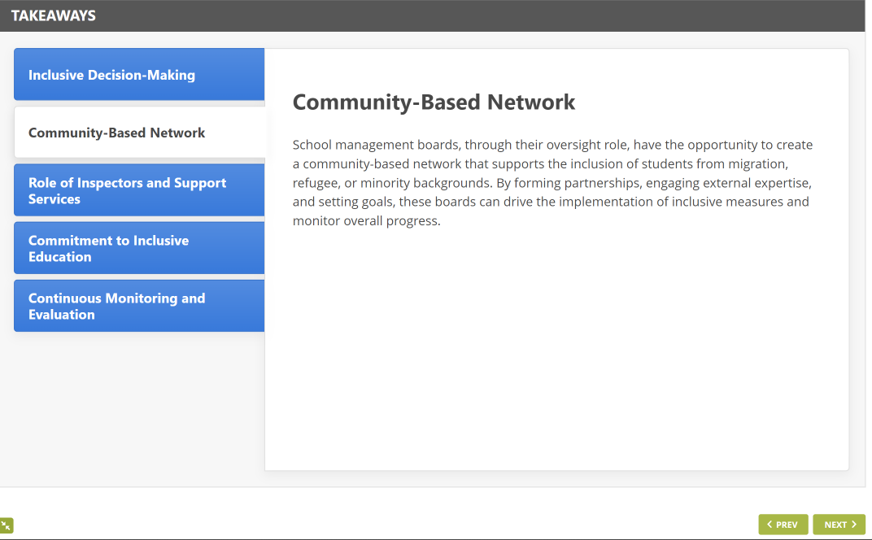 TAKEAWAYS
Inclusive Decision-Making
Community-Based Network
Role of Inspectors and Support
Services
Commitment to Inclusive
Education
Continuous Monitoring and
Evaluation
Community-Based Network
School management boards, through their oversight role, have the opportunity to create
a community-based network that supports the inclusion of students from migration,
refugee, or minority backgrounds. By forming partnerships, engaging external expertise,
and setting goals, these boards can drive the implementation of inclusive measures and
monitor overall progress.
PREV
NEXT